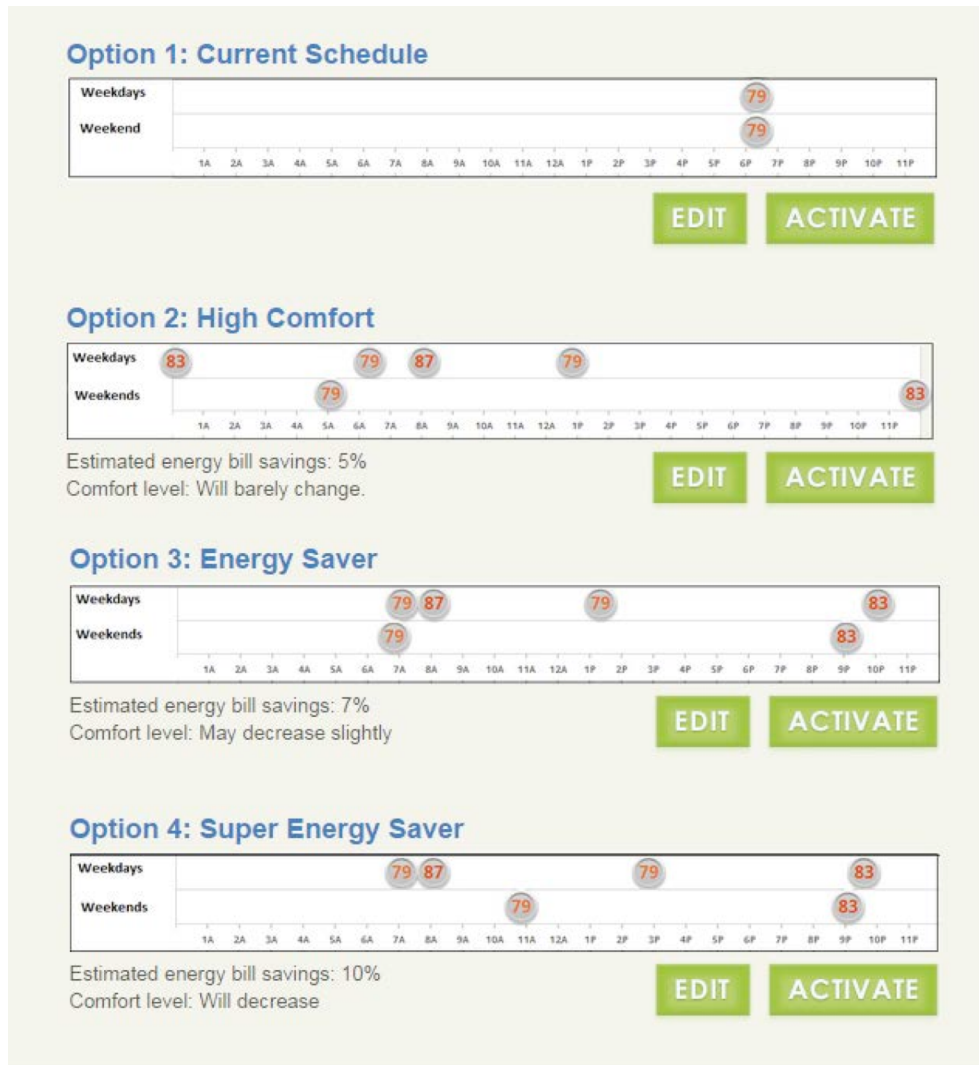 Option 1: Current Schedule
Weekdays 79
Weekend 79
1A 2A 3A 4A 5A 6A 7A 8A 9A 10A 11A 12A 1P 2P 3P 4P 5P 6P 7P 8P 9P 10P 11P
EDIT ACTIVATE
Option 2: High Comfort
Weekdays 83 79 87 79
Weekends 79 83
1A 2A 3A 4A 5A 6A 7A 8A 9A 10A 11A 12A 1P 2P 3P 4P 5P 6P 7P 8P 9P 10P 11P
Estimated energy bill savings: 5%
Comfort level: Will barely change.
EDIT ACTIVATE
Option 3: Energy Saver
Weekdays 79 87 79 83
Weekends 79 83
1A 2A 3A 4A 5A 6A 7A 8A 9A 10A 11A 12A 1P 2P 3P 4P 5P 6P 7P 8P 9P 10P 11P
Estimated energy bill savings: 7%
Comfort level: May decrease slightly
EDIT ACTIVATE
Option 4: Super Energy Saver
Weekdays 79 87 79 83
Weekends 79 83
1A 2A 3A 4A 5A 6A 7A 8A 9A 10A 11A 12A 1P 2P 3P 4P 5P 6P 7P 8P 9P 10P 11P
Estimated energy bill savings: 10%
Comfort level: Will decrease
EDIT ACTIVATE